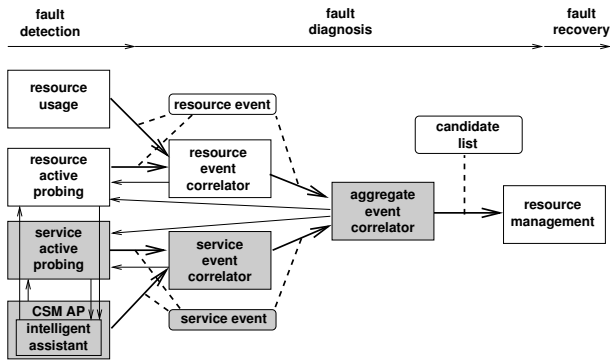 fault
detection
fault
diagnosis
fault
recovery
resource
usage
resource event
candidate
list
resource
active
probing
resource
event
correlator
aggregate
event
correlator
resource
management
service
active
probing
service
event
correlator
CSM AP
intelligent
assistant
service event